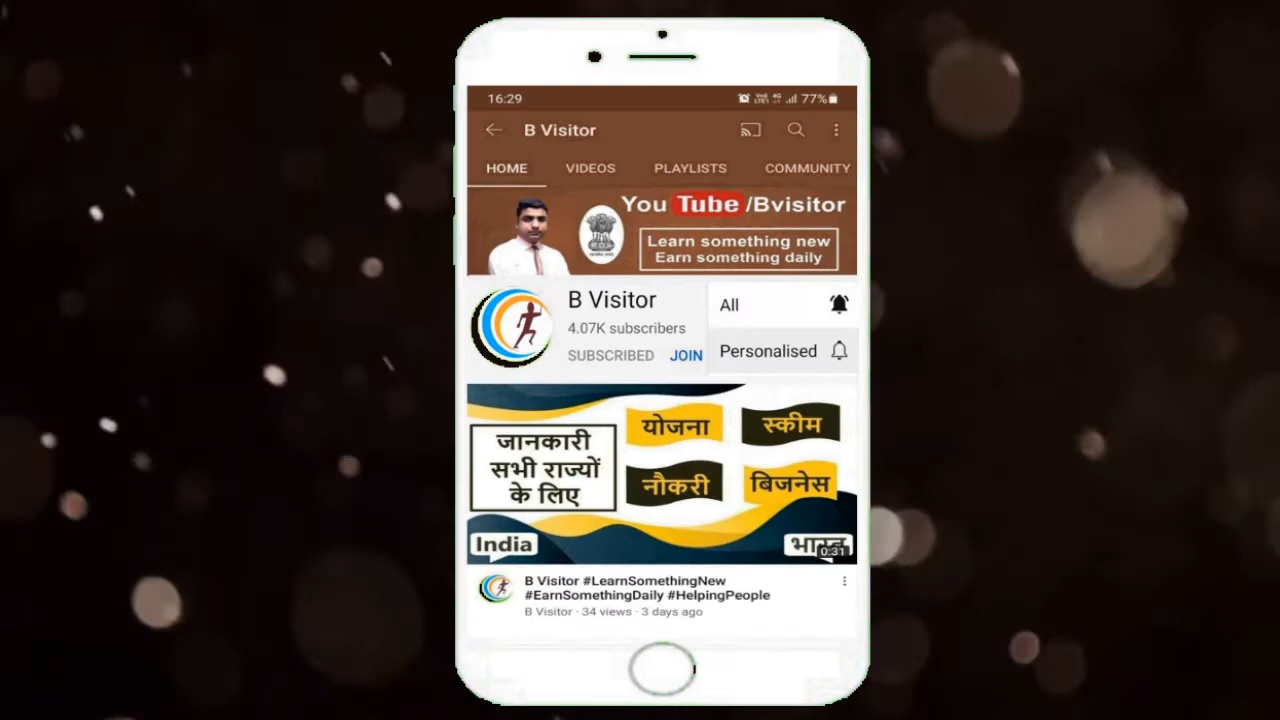 16:29
77%
B Visitor
HOME VIDEOS PLAYLISTS COMMUNITY
You Tube /Bvisitor
Learn something new
Earn something daily
B Visitor
4.07K subscribers
SUBSCRIBED JOIN
All
Personalised
जानकारी
सभी राज्यों
के लिए
योजना
स्कीम
नौकरी
बिजनेस
India
भारत
0:31
B Visitor #LearnSomethingNew
#EarnSomethingDaily #HelpingPeople
B Visitor · 34 views · 3 days ago